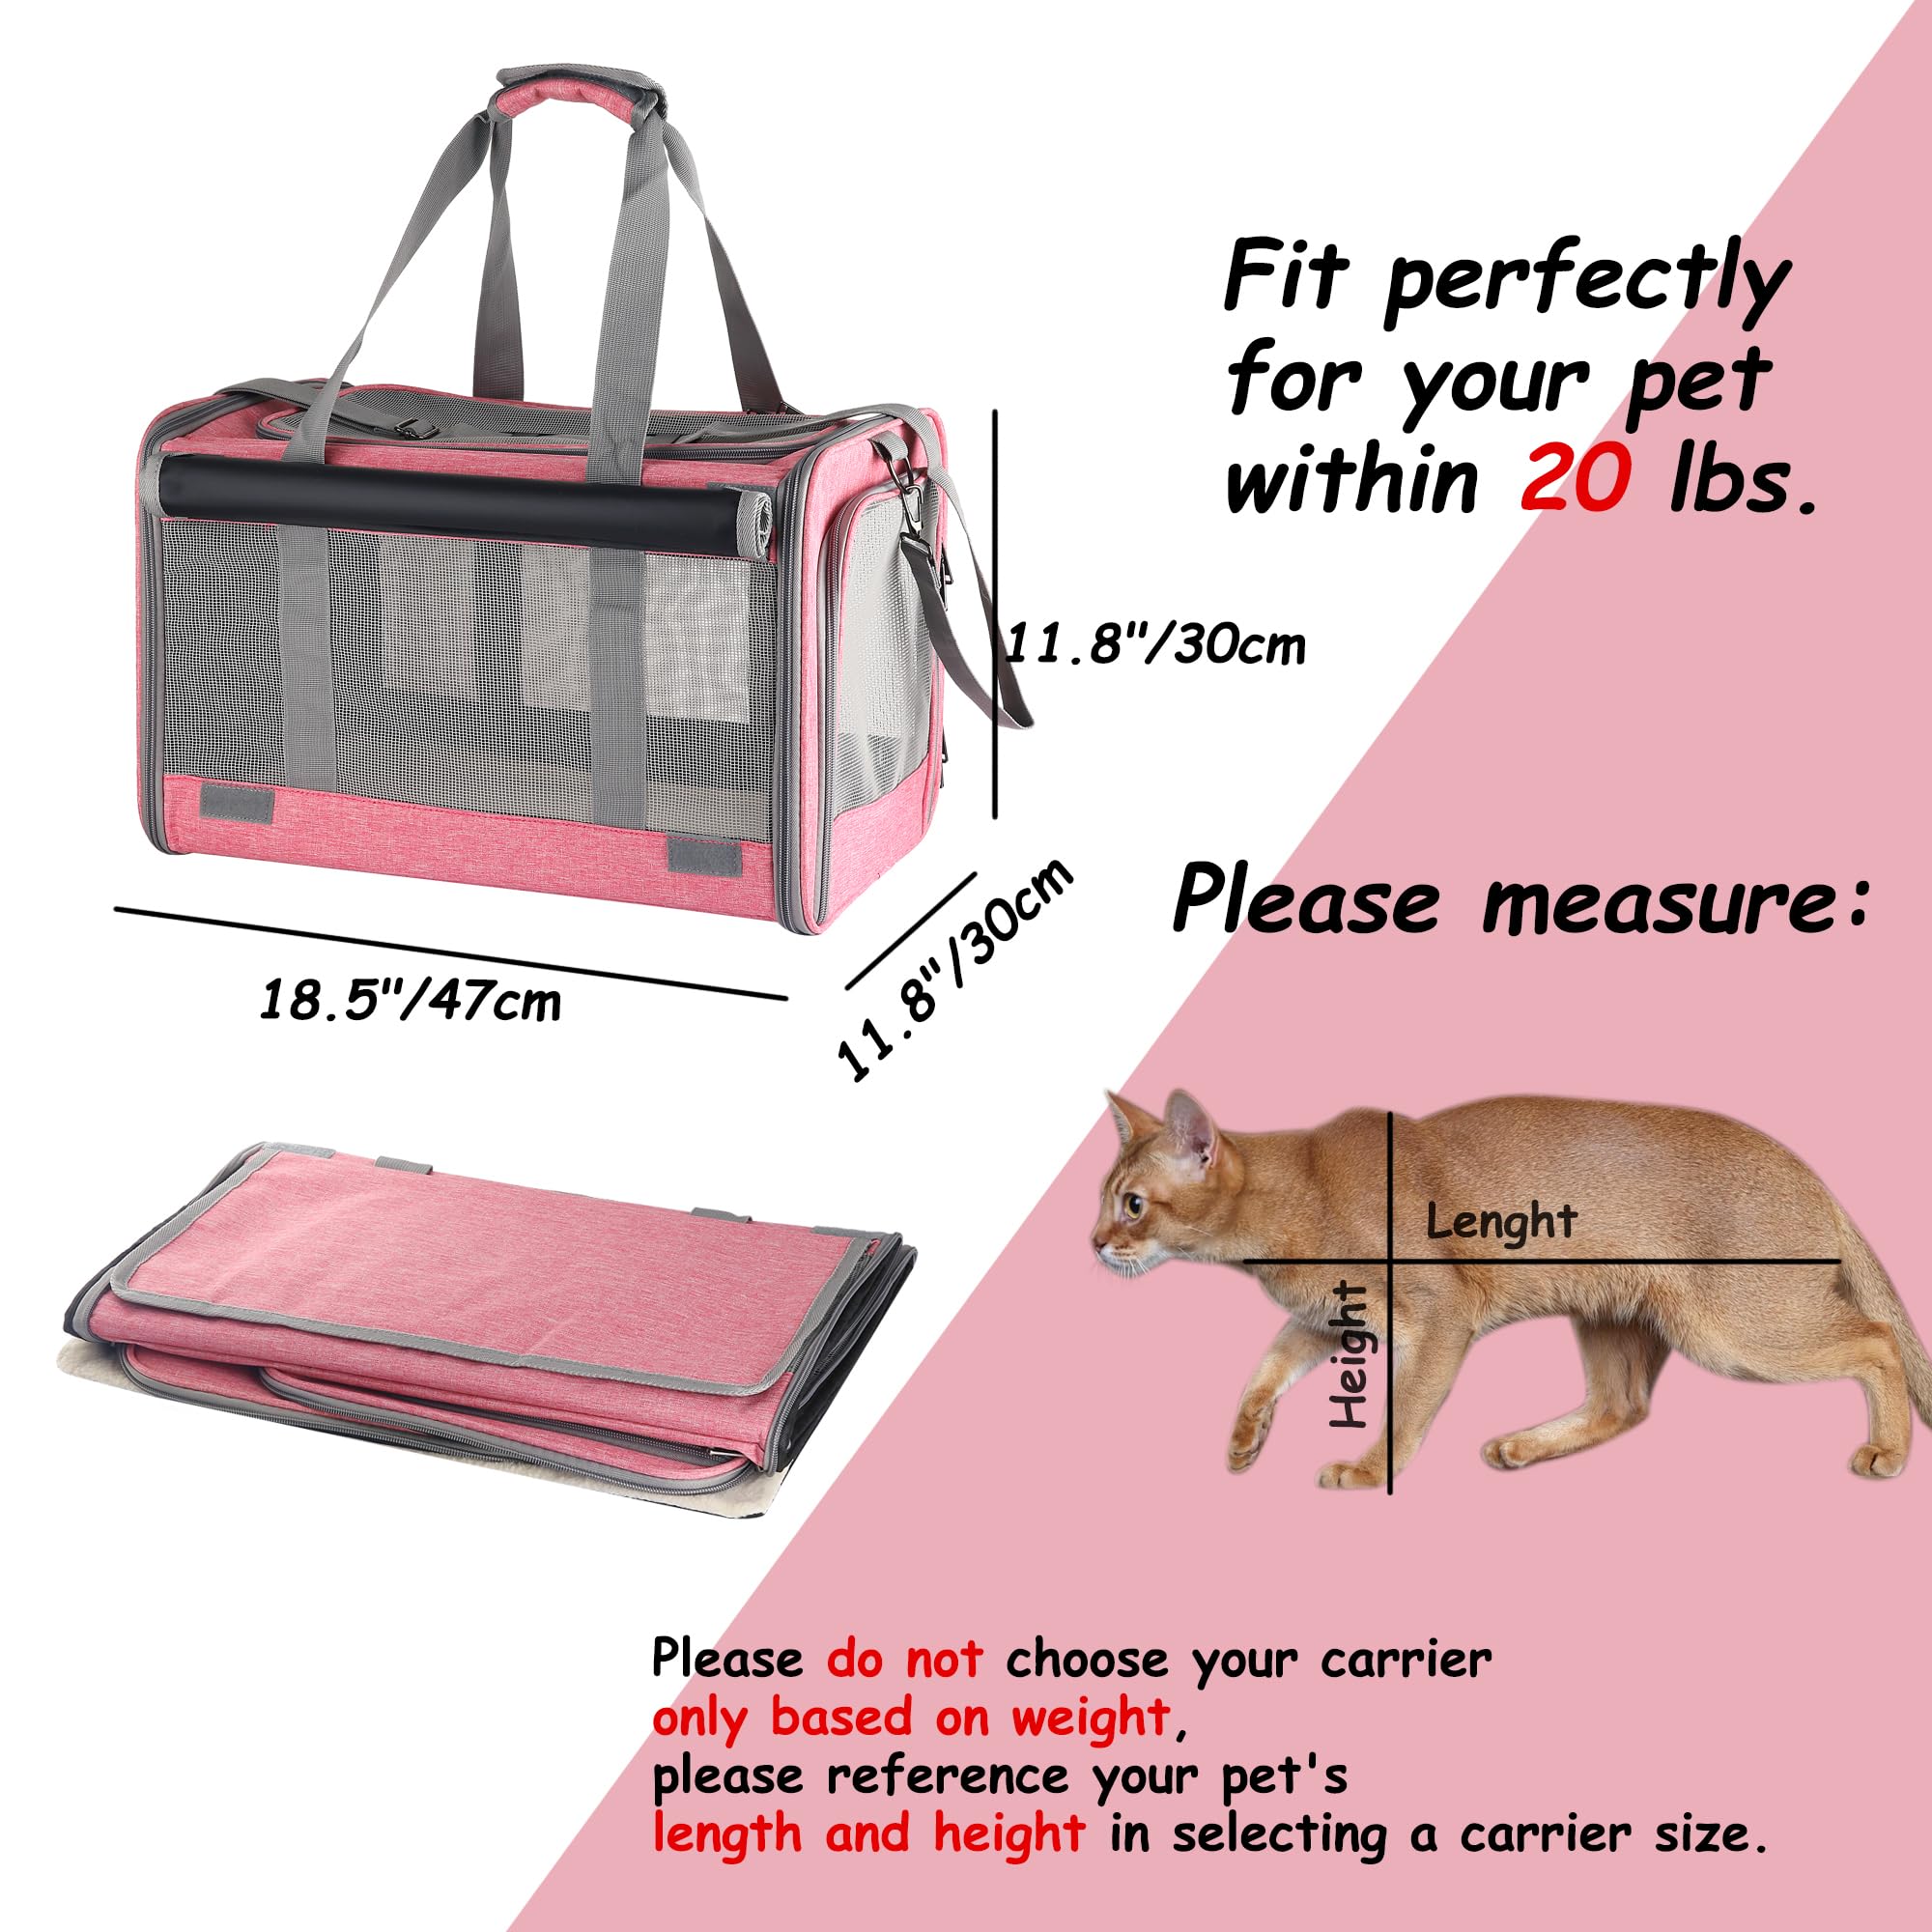 Fit perfectly
for your pet
within 20 lbs.
11.8"/30cm
18.5"/47cm
11.8"/30cm
Please measure:
Lenght
Height
Please do not choose your carrier
only based on weight,
please reference your pet's
length and height in selecting a carrier size.